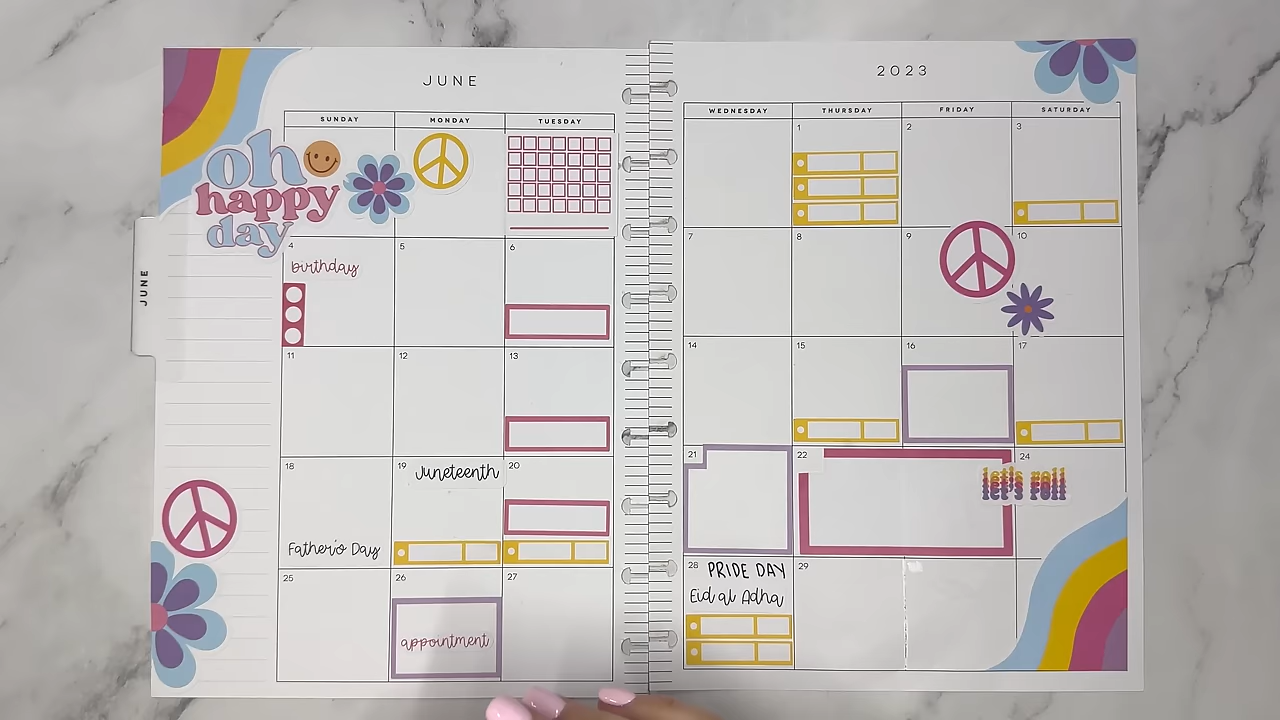 JUNE
2023
SUNDAY MONDAY TUESDAY WEDNESDAY THURSDAY FRIDAY SATURDAY
oh
happy
day
1 2 3
JUNE
4 5 6 7 8 9 10
birthday
11 12 13 14 15 16 17
18 19 Juneteenth 20 21 22 24
let's roll
let's roll
Father's Day
25 26 27 28 PRIDE DAY 29
Eid al Adha
appointment